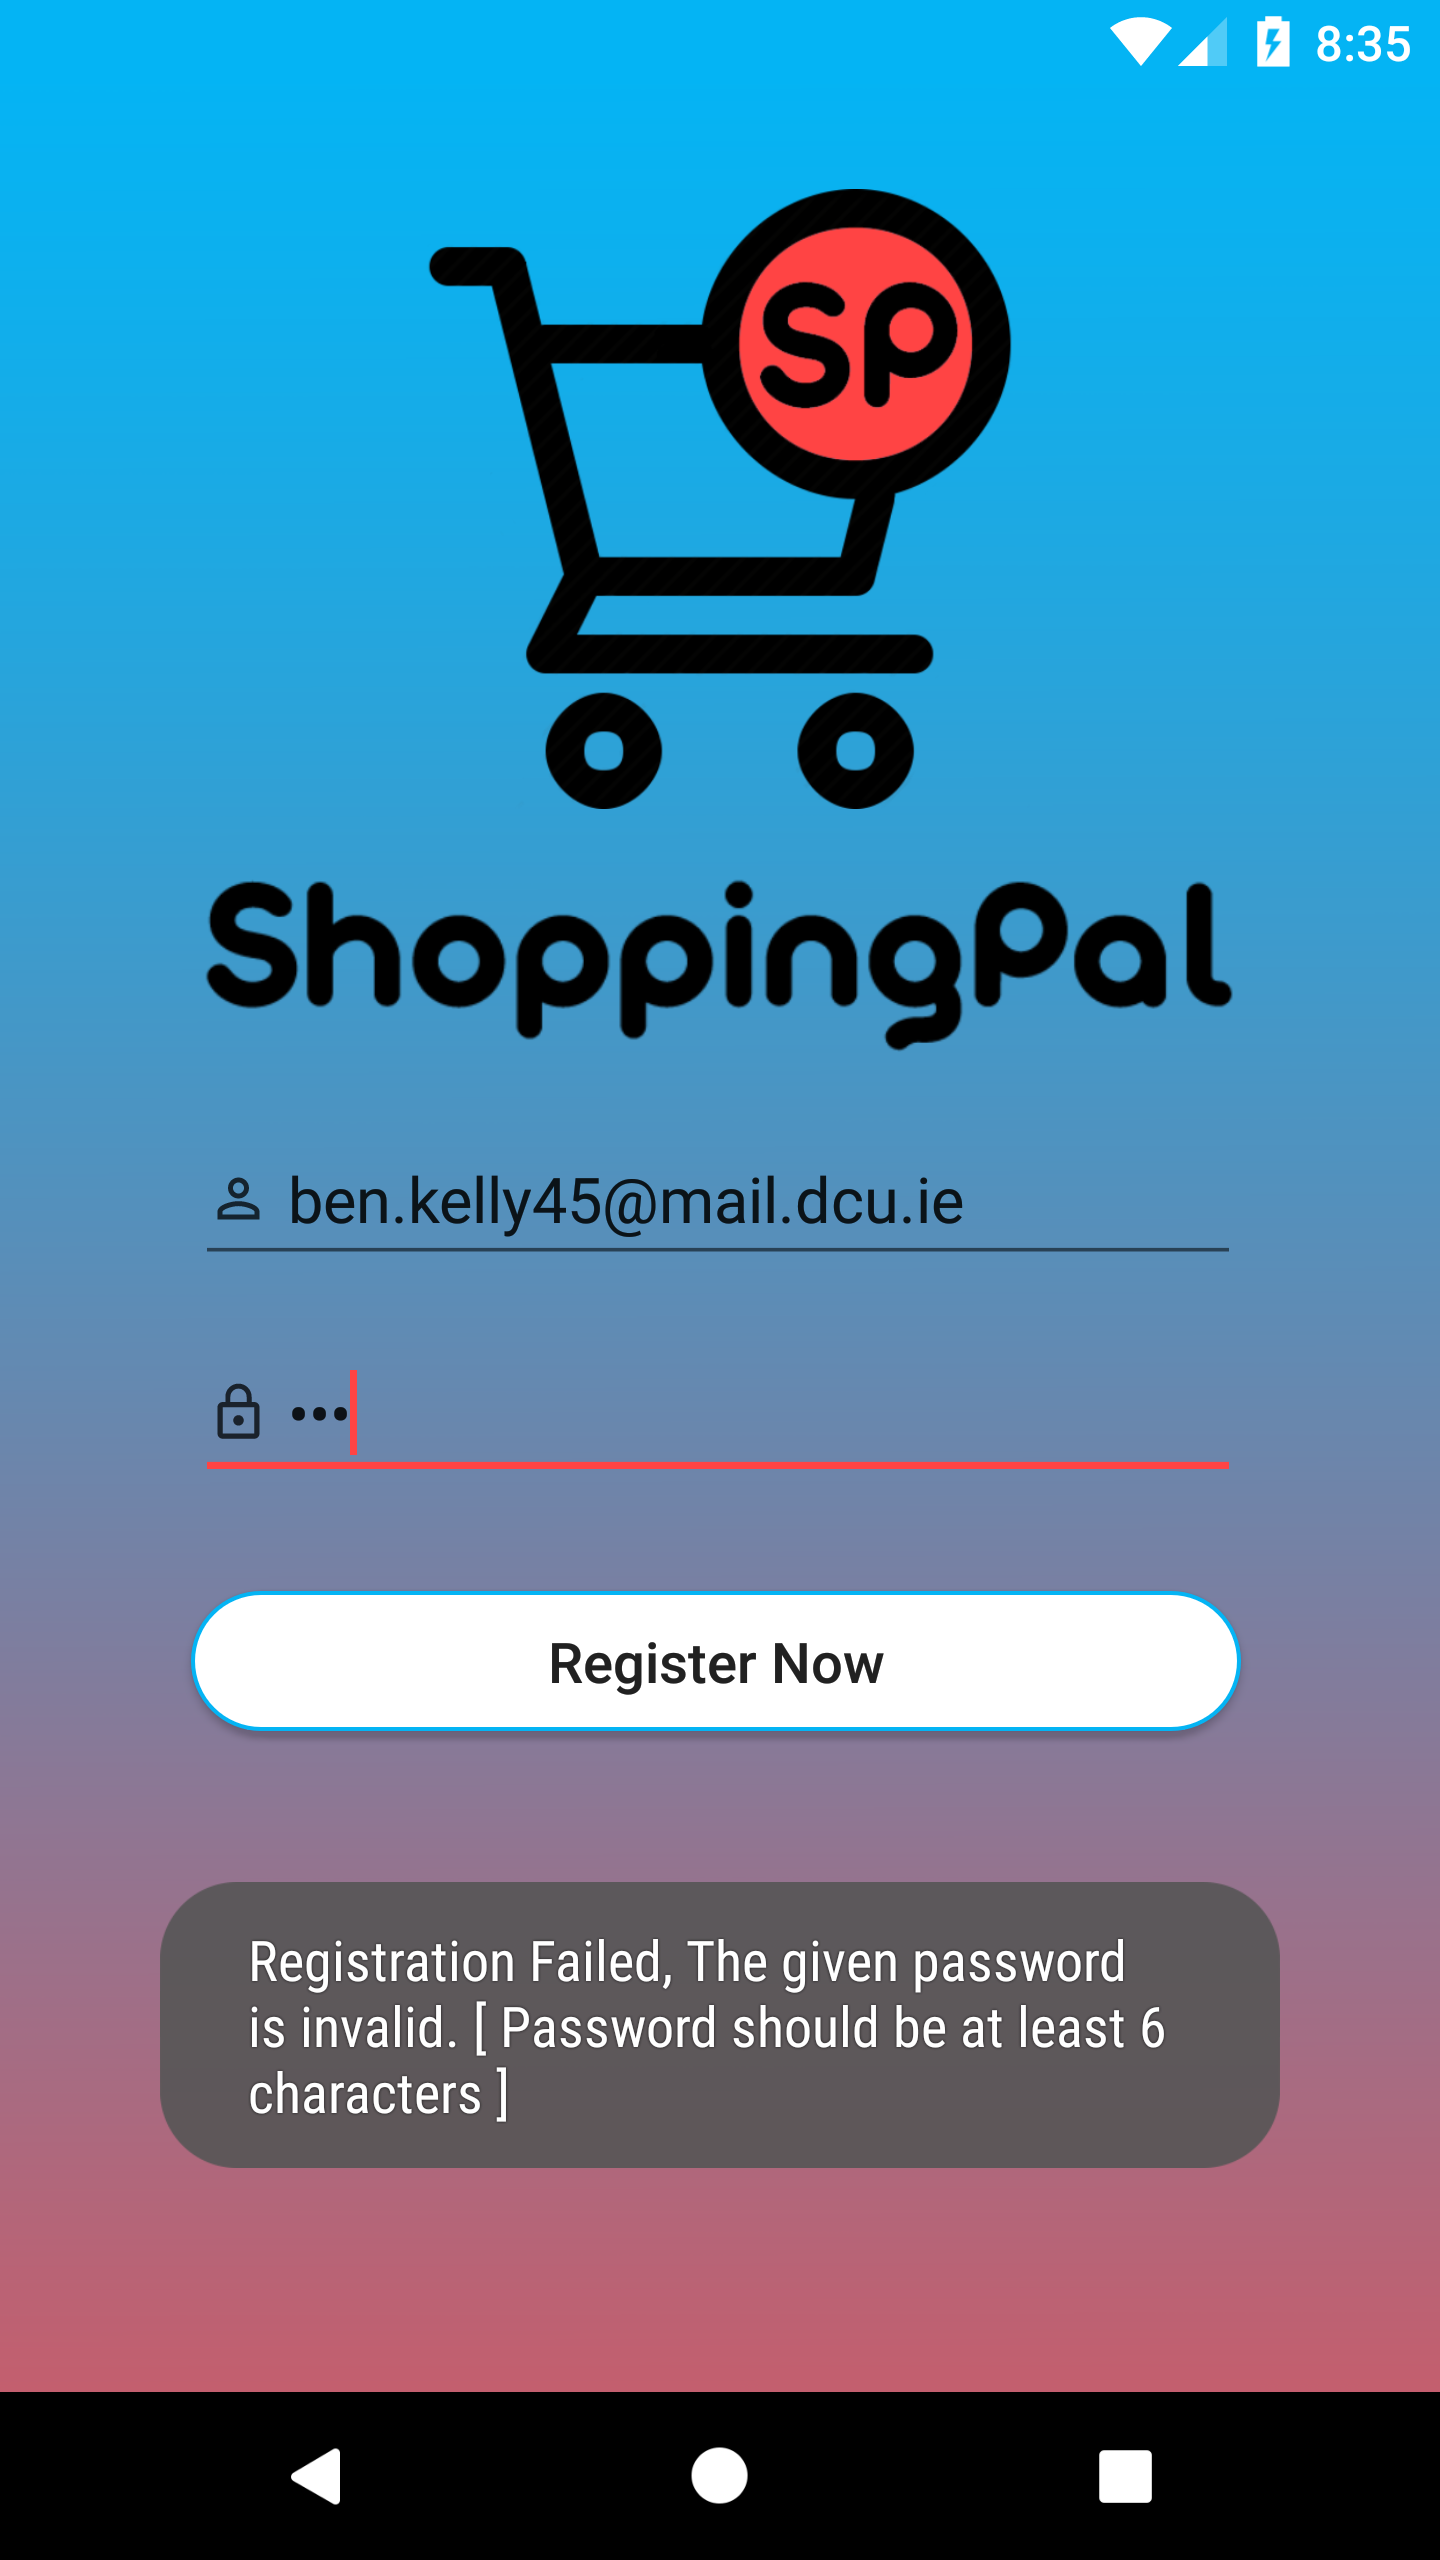 8:35
SP
ShoppingPal
ben.kelly45@mail.dcu.ie
•••
Register Now
Registration Failed, The given password
is invalid. [ Password should be at least 6
characters ]